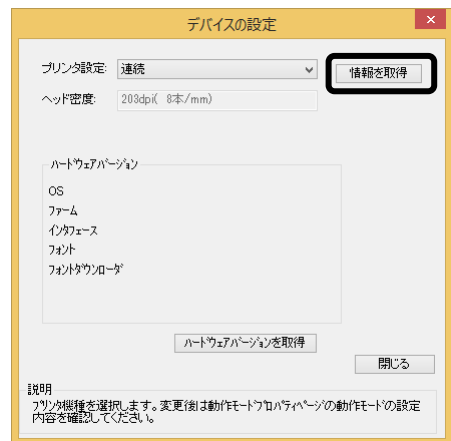 デバイスの設定
プリンタ設定: 連続 情報を取得
ヘッド密度: 203dpi( 8本/mm)
ハードウェアバージョン
OS
ファーム
インタフェース
フォント
フォントダウンローダ
ハードウェアバージョンを取得
閉じる
説明
プリンタ機種を選択します。変更後は動作モードプロパティページの動作モードの設定
内容を確認してください。